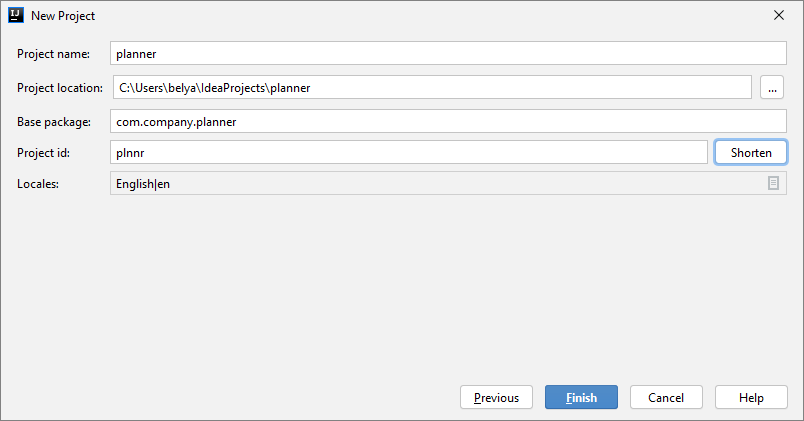 IJ New Project
Project name: planner
Project location: C:\Users\belya\IdeaProjects\planner ...
Base package: com.company.planner
Project id: plnnr Shorten
Locales: English|en
Previous Finish Cancel Help